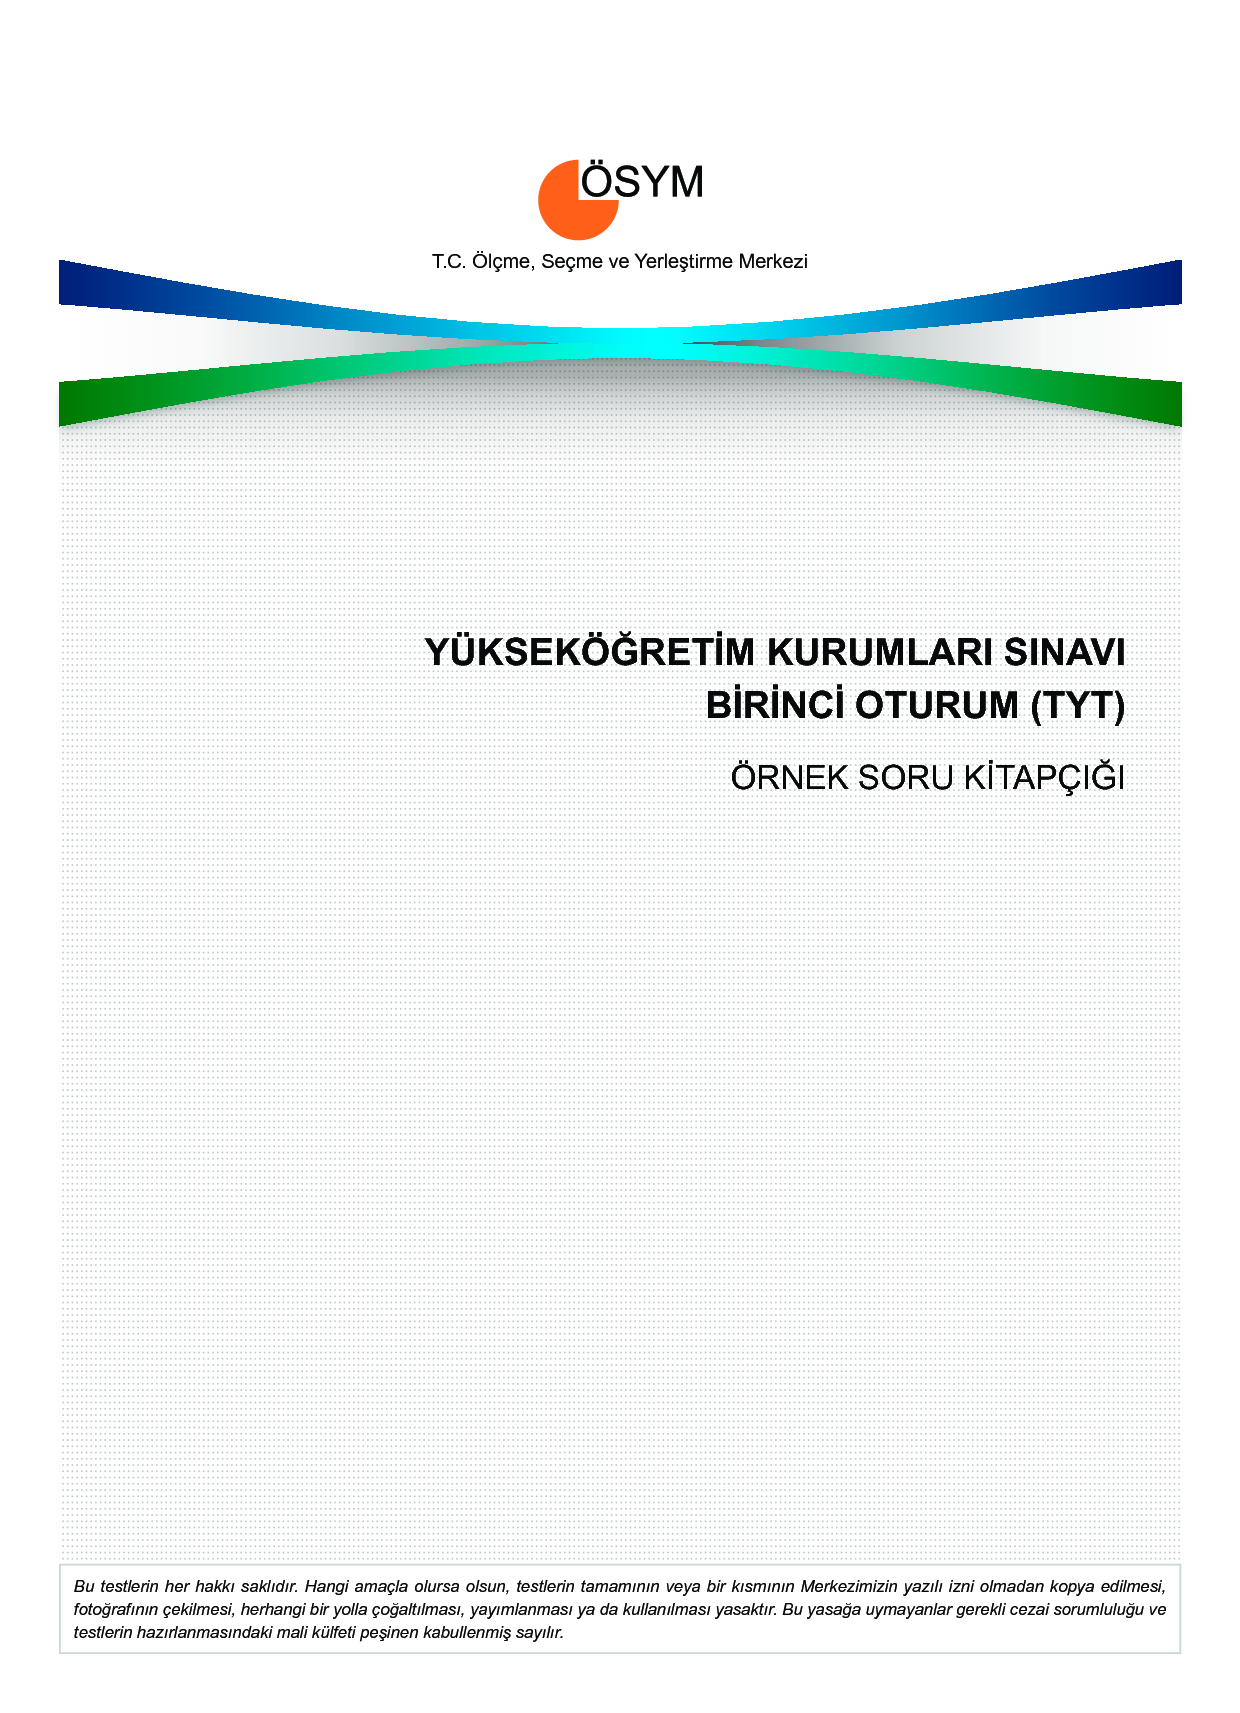 ÖSYM
T.C. Ölçme, Seçme ve Yerleştirme Merkezi
YÜKSEKÖĞRETİM KURUMLARI SINAVI
BİRİNCİ OTURUM (TYT)
ÖRNEK SORU KİTAPÇIĞI
Bu testlerin her hakkı saklıdır. Hangi amaçla olursa olsun, testlerin tamamının veya bir kısmının Merkezimizin yazılı izni olmadan kopya edilmesi,
fotoğrafının çekilmesi, herhangi bir yolla çoğaltılması, yayımlanması ya da kullanılması yasaktır. Bu yasağa uymayanlar gerekli cezai sorumluluğu ve
testlerin hazırlanmasındaki mali külfeti peşinen kabullenmiş sayılır.